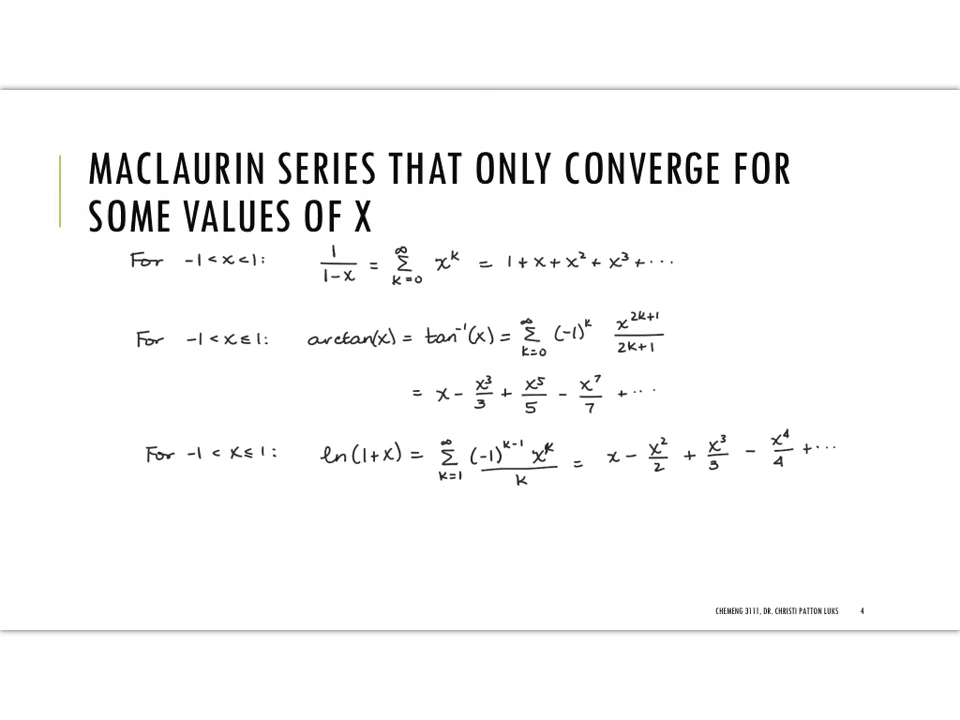 MACLAURIN SERIES THAT ONLY CONVERGE FOR
SOME VALUES OF X
For -1 < x < 1: 1/(1-x) = ∑_{k=0}^{∞} x^k = 1 + x + x² + x³ + ...
For -1 < x ≤ 1: arctan(x) = tan⁻¹(x) = ∑_{k=0}^{∞} (-1)^k x^{2k+1}/(2k+1)
= x - x³/3 + x⁵/5 - x⁷/7 + ...
For -1 < x ≤ 1: ln(1+x) = ∑_{k=1}^{∞} (-1)^{k-1} x^k/k = x - x²/2 + x³/3 - x⁴/4 + ...
CHEMENG 3111, DR. CHRISTI PATTON LUKS 4